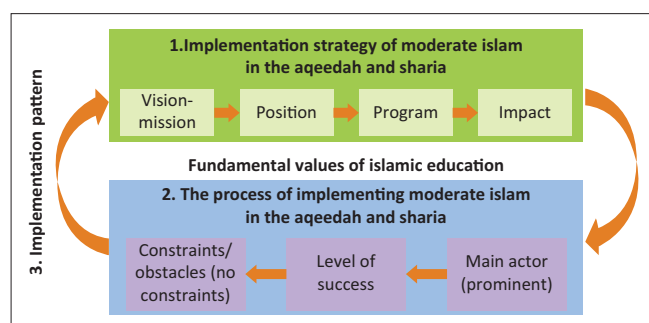 1.Implementation strategy of moderate islam
in the aqeedah and sharia
Vision-
mission
Position
Program
Impact
Fundamental values of islamic education
2. The process of implementing moderate islam
in the aqeedah and sharia
Constraints/
obstacles (no
constraints)
Level of
success
Main actor
(prominent)
3. Implementation pattern